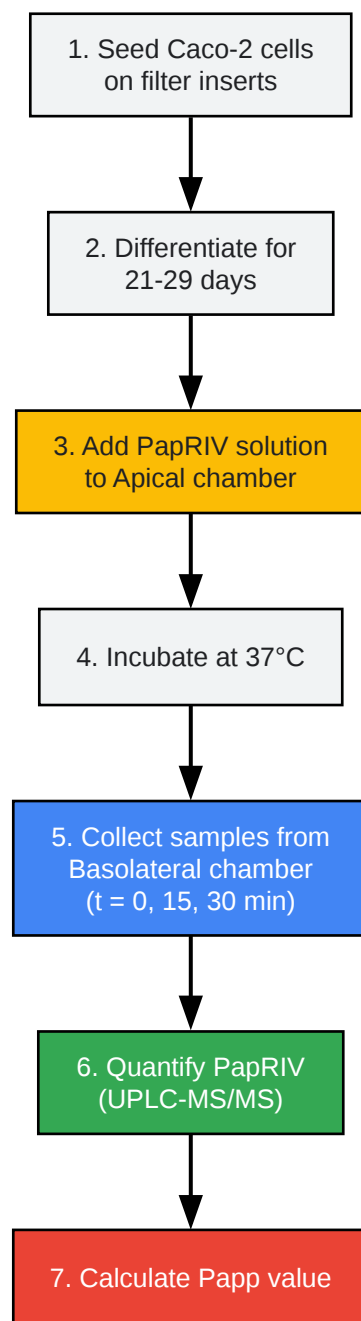 1. Seed Caco-2 cells
on filter inserts
2. Differentiate for
21-29 days
3. Add PapRIV solution
to Apical chamber
4. Incubate at 37°C
5. Collect samples from
Basolateral chamber
(t = 0, 15, 30 min)
6. Quantify PapRIV
(UPLC-MS/MS)
7. Calculate Papp value